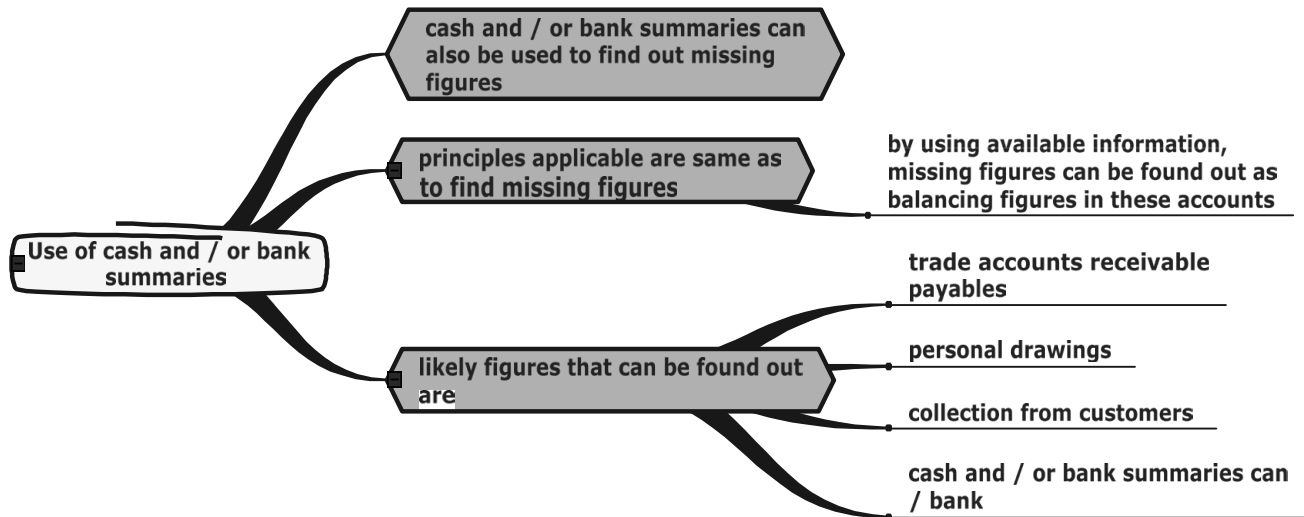 cash and / or bank summaries can
also be used to find out missing
figures
principles applicable are same as
to find missing figures
by using available information,
missing figures can be found out as
balancing figures in these accounts
Use of cash and / or bank
summaries
trade accounts receivable
payables
likely figures that can be found out
are
personal drawings
collection from customers
cash and / or bank summaries can
/ bank